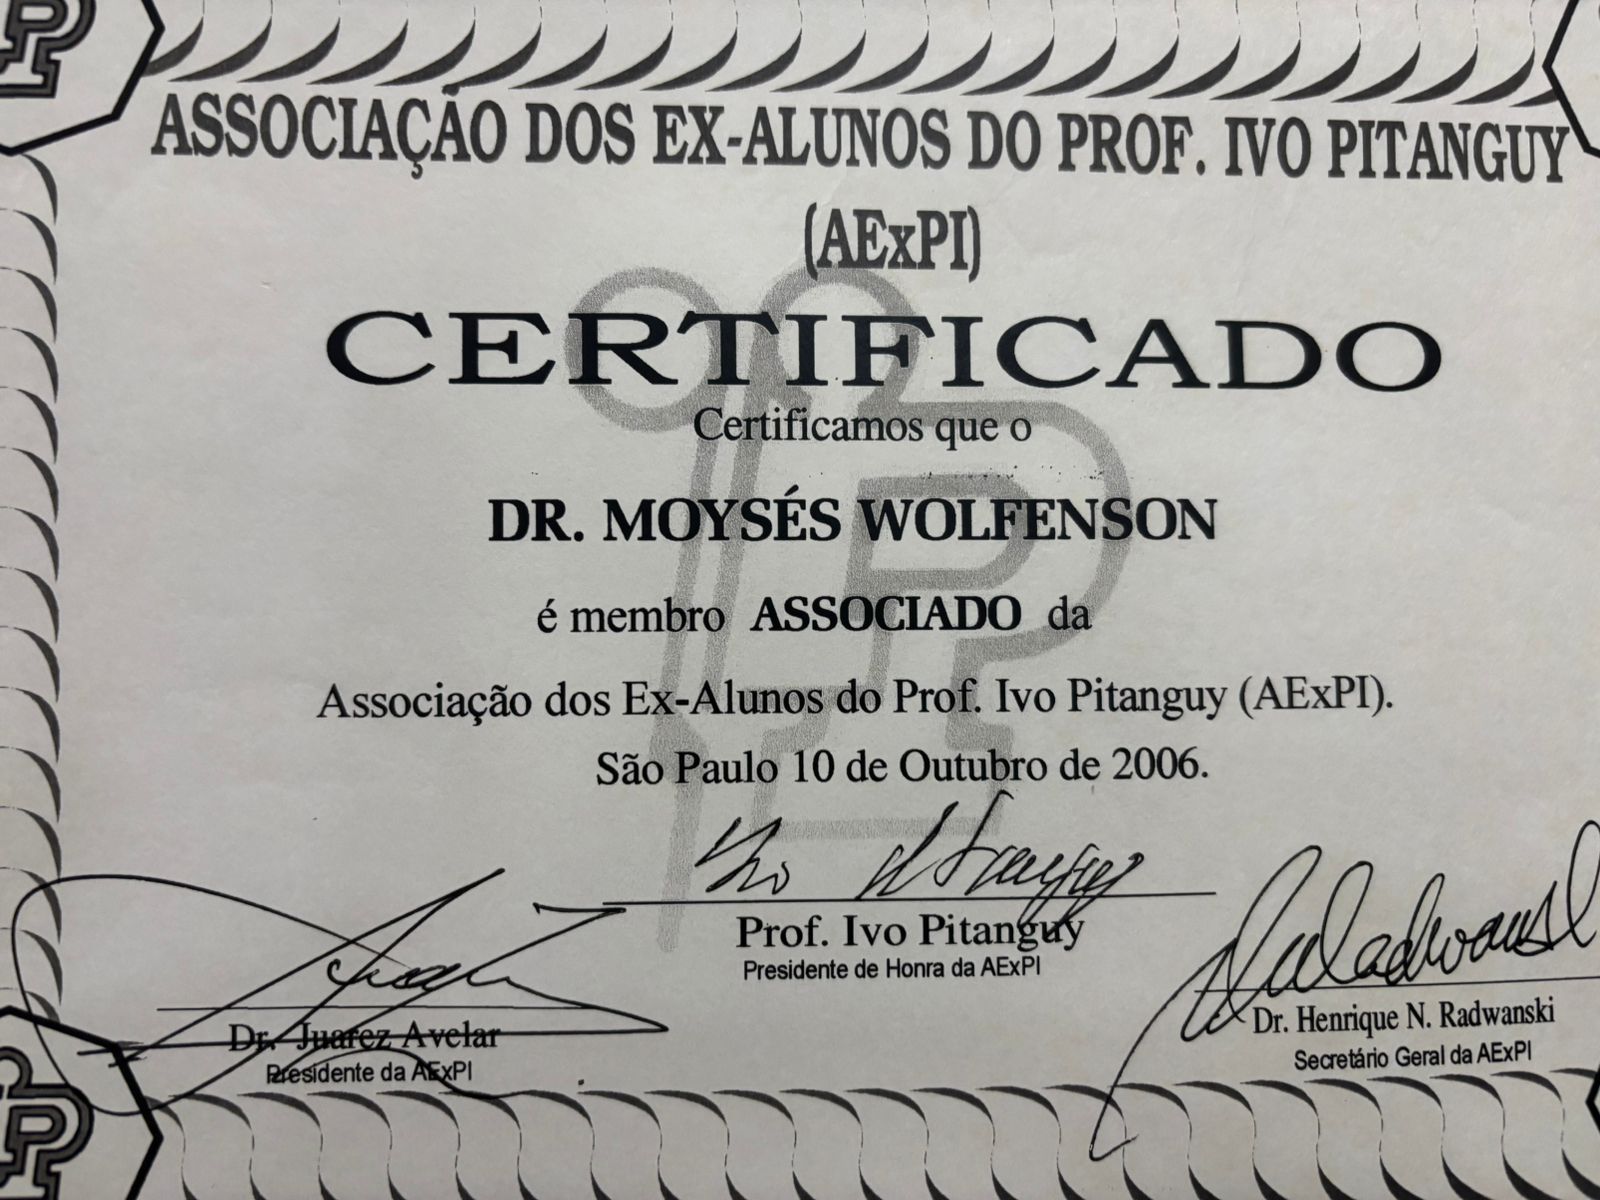 ASSOCIAÇÃO DOS EX-ALUNOS DO PROF. IVO PITANGUY
(AExPI)
CERTIFICADO
Certificamos que o
DR. MOYSÉS WOLFENSON
é membro ASSOCIADO da
Associação dos Ex-Alunos do Prof. Ivo Pitanguy (AExPI).
São Paulo 10 de Outubro de 2006.
Prof. Ivo Pitanguy
Presidente de Honra da AExPI
Dr. Juarez Avelar
Presidente da AExPI
Dr. Henrique N. Radwanski
Secretário Geral da AExPI